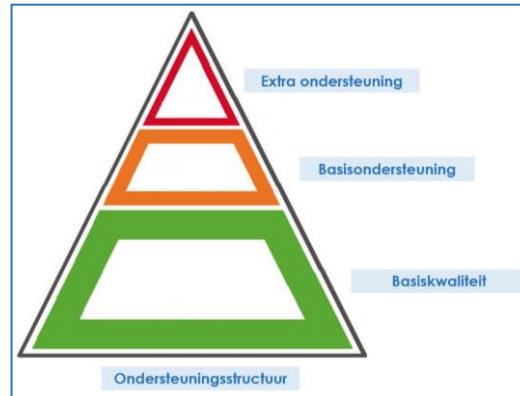 Extra ondersteuning
Basisondersteuning
Basiskwaliteit
Ondersteuningsstructuur